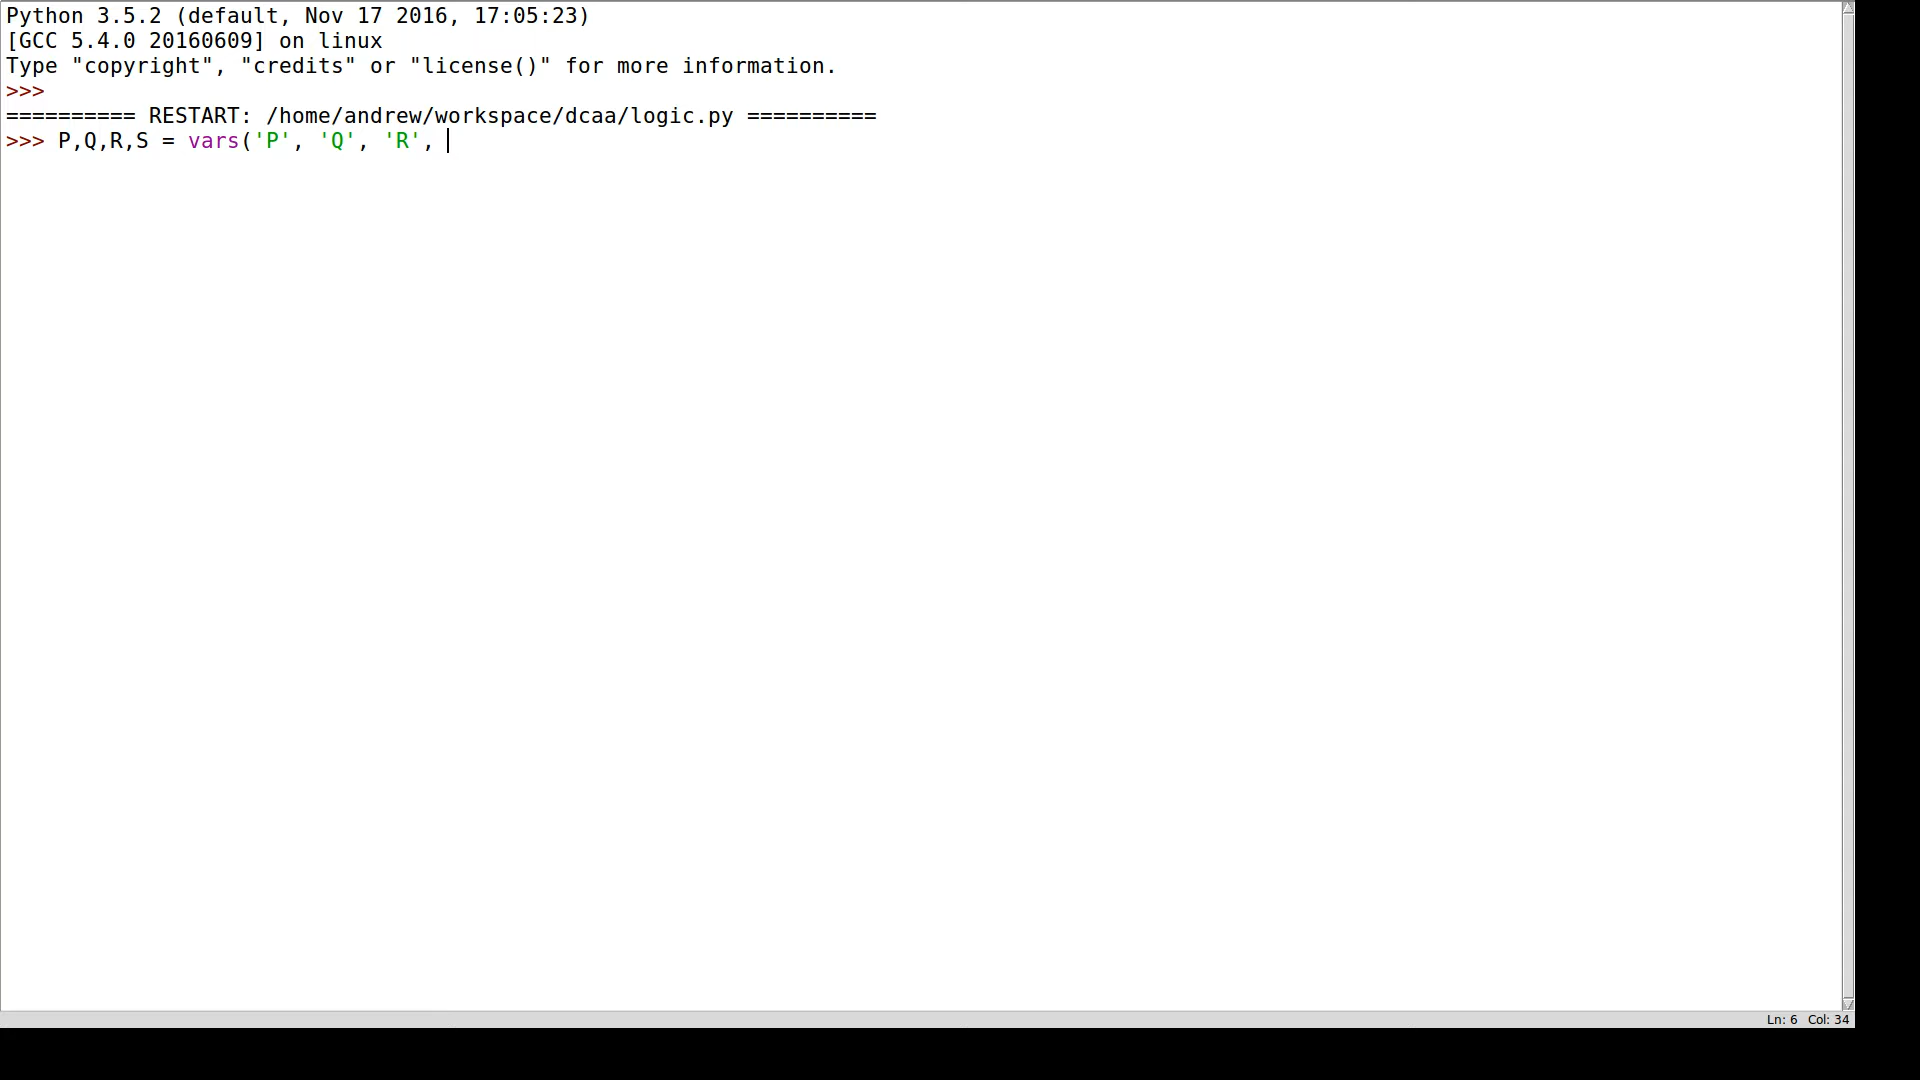 Python 3.5.2 (default, Nov 17 2016, 17:05:23)
[GCC 5.4.0 20160609] on linux
Type "copyright", "credits" or "license()" for more information.
>>>
========== RESTART: /home/andrew/workspace/dcaa/logic.py ==========
>>> P,Q,R,S = vars('P', 'Q', 'R',
Ln: 6 Col: 34